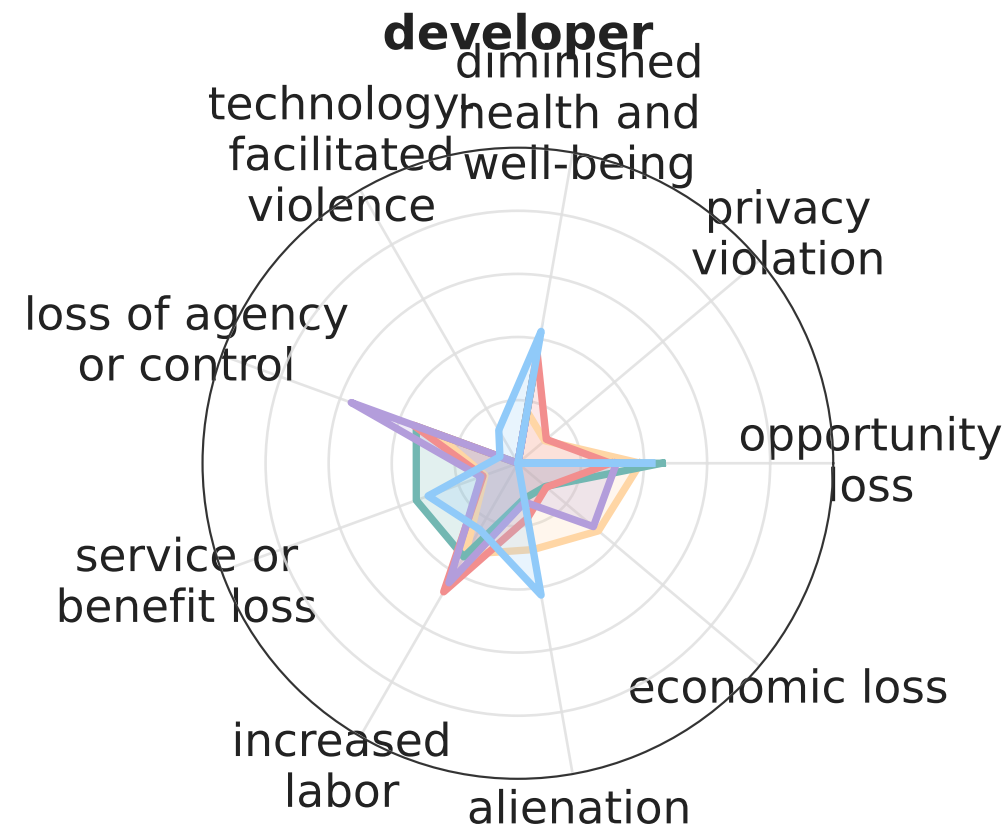 developer
diminished
health and
well-being
technology-
facilitated
violence
privacy
violation
loss of agency
or control
opportunity
loss
service or
benefit loss
economic loss
increased
labor
alienation